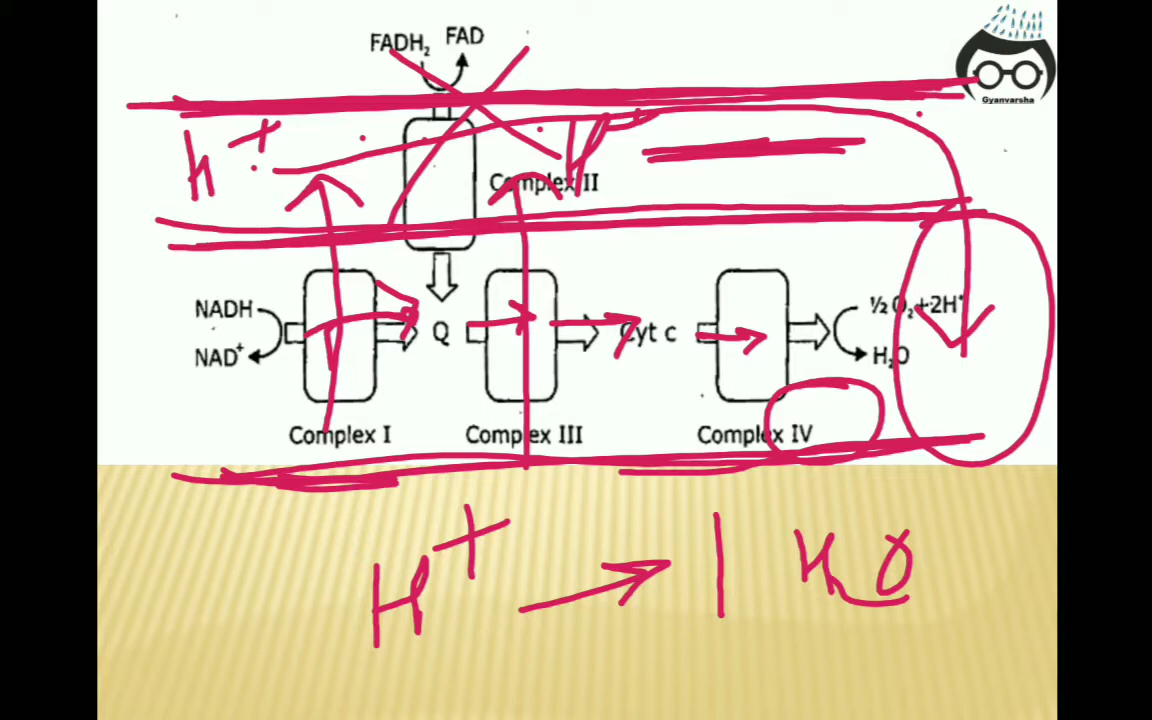 FADH₂ FAD
Gyanvarsha
H⁺
Complex II
NADH
NAD⁺
Q
Cyt c
½ O₂+2H⁺
H₂O
Complex I
Complex III
Complex IV
H⁺ → | H₂O